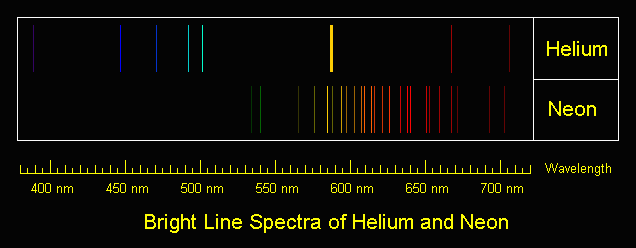 Helium
Neon
400 nm 450 nm 500 nm 550 nm 600 nm 650 nm 700 nm Wavelength
Bright Line Spectra of Helium and Neon